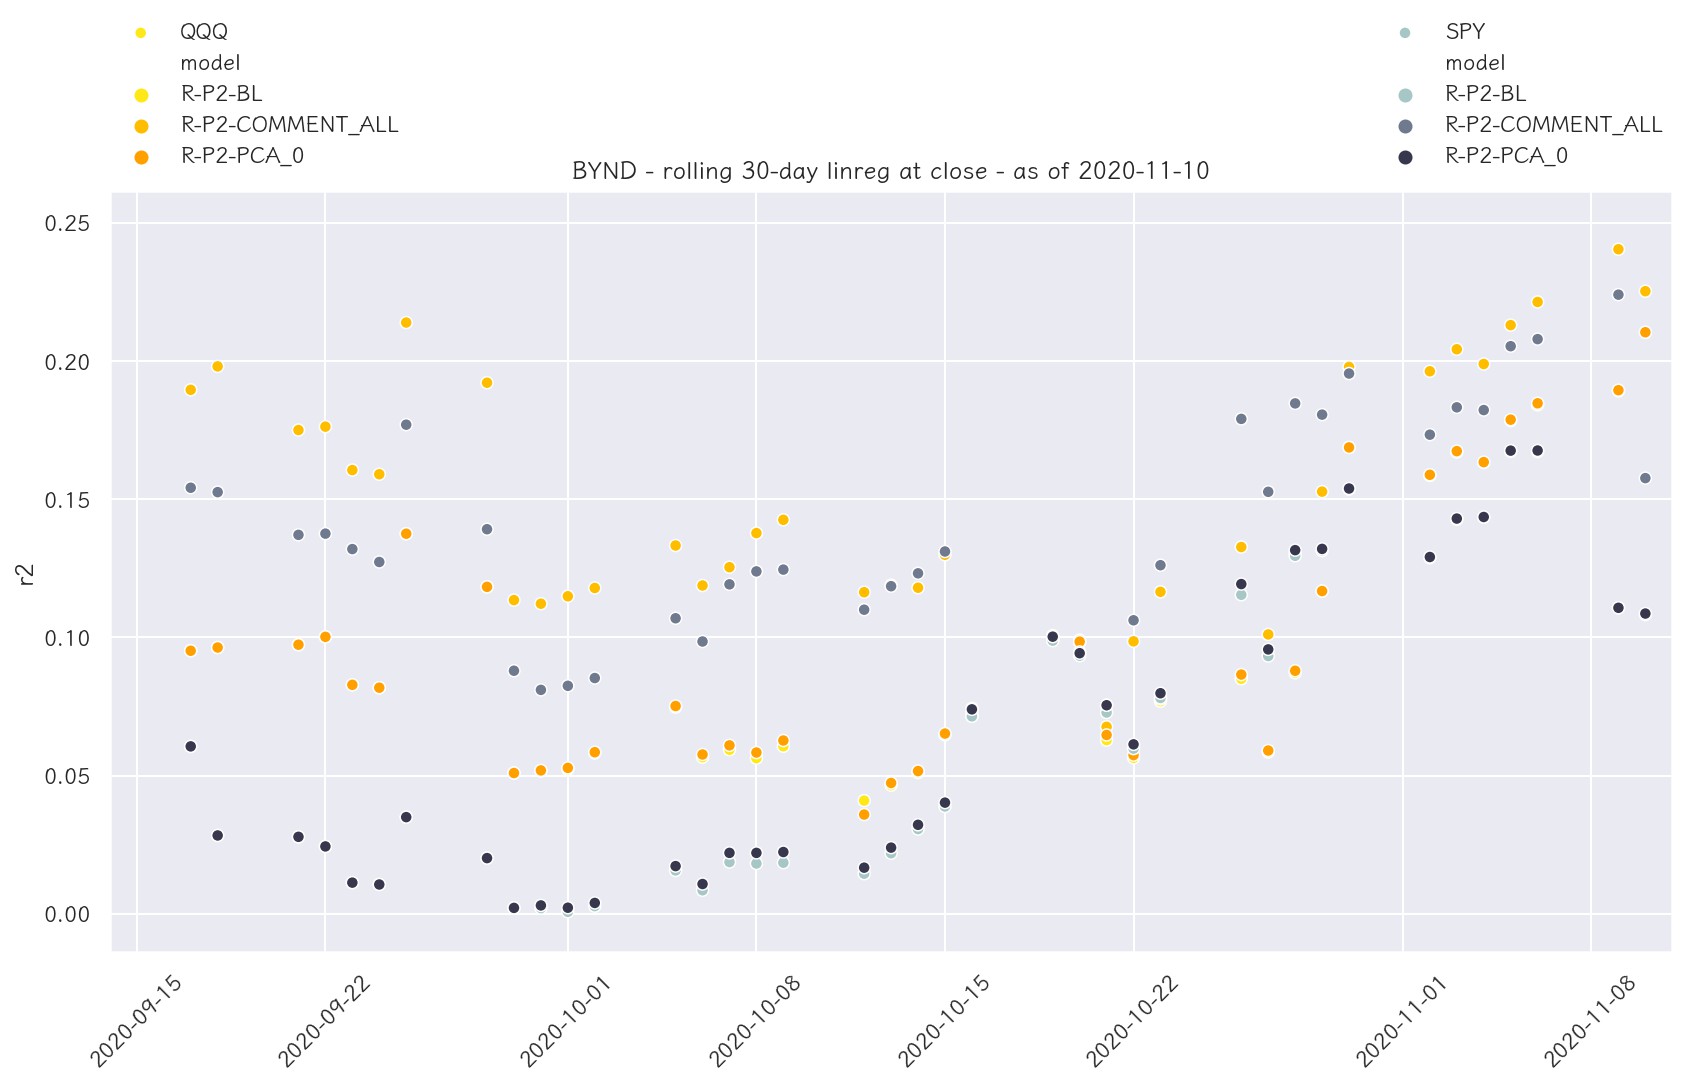 QQQ
model
R-P2-BL
R-P2-COMMENT_ALL
R-P2-PCA_0
SPY
model
R-P2-BL
R-P2-COMMENT_ALL
R-P2-PCA_0
BYND - rolling 30-day linreg at close - as of 2020-11-10
0.25
0.20
0.15
0.10
0.05
0.00
r2
2020-09-15
2020-09-22
2020-10-01
2020-10-08
2020-10-15
2020-10-22
2020-11-01
2020-11-08